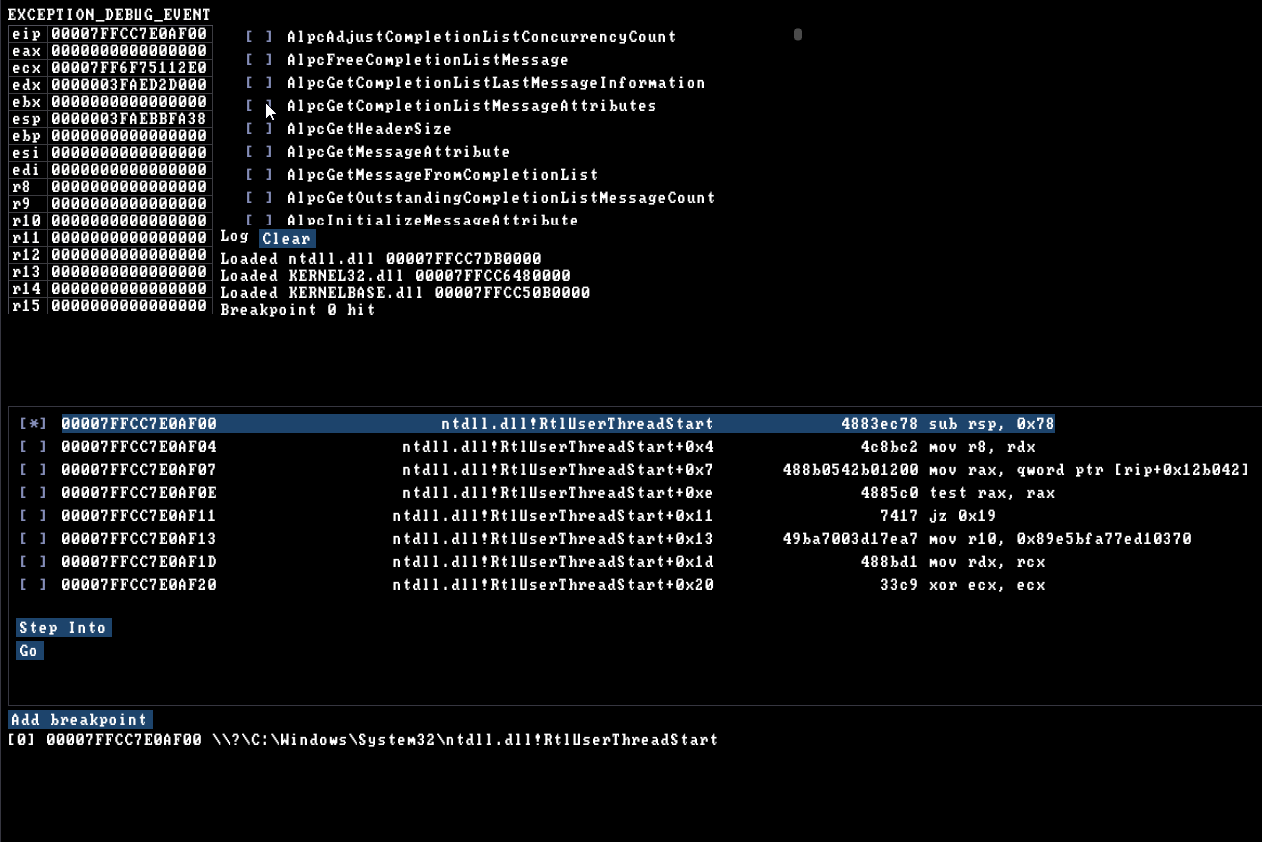 EXCEPTION_DEBUG_EVENT
eip 00007FFCC7E0AF00
eax 0000000000000000
ecx 00007FF6F75112E0
edx 0000003FAED2D000
ebx 0000000000000000
esp 0000003FAEBBFA38
ebp 0000000000000000
esi 0000000000000000
edi 0000000000000000
r8 0000000000000000
r9 0000000000000000
r10 0000000000000000
r11 0000000000000000
r12 0000000000000000
r13 0000000000000000
r14 0000000000000000
r15 0000000000000000
[ ] AlpcAdjustCompletionListConcurrencyCount
[ ] AlpcFreeCompletionListMessage
[ ] AlpcGetCompletionListLastMessageInformation
[ ] AlpcGetCompletionListMessageAttributes
[ ] AlpcGetHeaderSize
[ ] AlpcGetMessageAttribute
[ ] AlpcGetMessageFromCompletionList
[ ] AlpcGetOutstandingCompletionListMessageCount
[ ] AlpcInitializeMessageAttribute
Log Clear
Loaded ntdll.dll 00007FFCC7DB0000
Loaded KERNEL32.dll 00007FFCC6480000
Loaded KERNELBASE.dll 00007FFCC50B0000
Breakpoint 0 hit
[*] 00007FFCC7E0AF00 ntdll.dll!RtlUserThreadStart 4883ec78 sub rsp, 0x78
[ ] 00007FFCC7E0AF04 ntdll.dll!RtlUserThreadStart+0x4 4c8bc2 mov r8, rdx
[ ] 00007FFCC7E0AF07 ntdll.dll!RtlUserThreadStart+0x7 488b0542b01200 mov rax, qword ptr [rip+0x12b042]
[ ] 00007FFCC7E0AF0E ntdll.dll!RtlUserThreadStart+0xe 4885c0 test rax, rax
[ ] 00007FFCC7E0AF11 ntdll.dll!RtlUserThreadStart+0x11 7417 jz 0x19
[ ] 00007FFCC7E0AF13 ntdll.dll!RtlUserThreadStart+0x13 49ba7003d17ea7 mov r10, 0x89e5bfa77ed10370
[ ] 00007FFCC7E0AF1D ntdll.dll!RtlUserThreadStart+0x1d 488bd1 mov rdx, rcx
[ ] 00007FFCC7E0AF20 ntdll.dll!RtlUserThreadStart+0x20 33c9 xor ecx, ecx
Step Into
Go
Add breakpoint
[0] 00007FFCC7E0AF00 \\?\C:\Windows\System32\ntdll.dll!RtlUserThreadStart